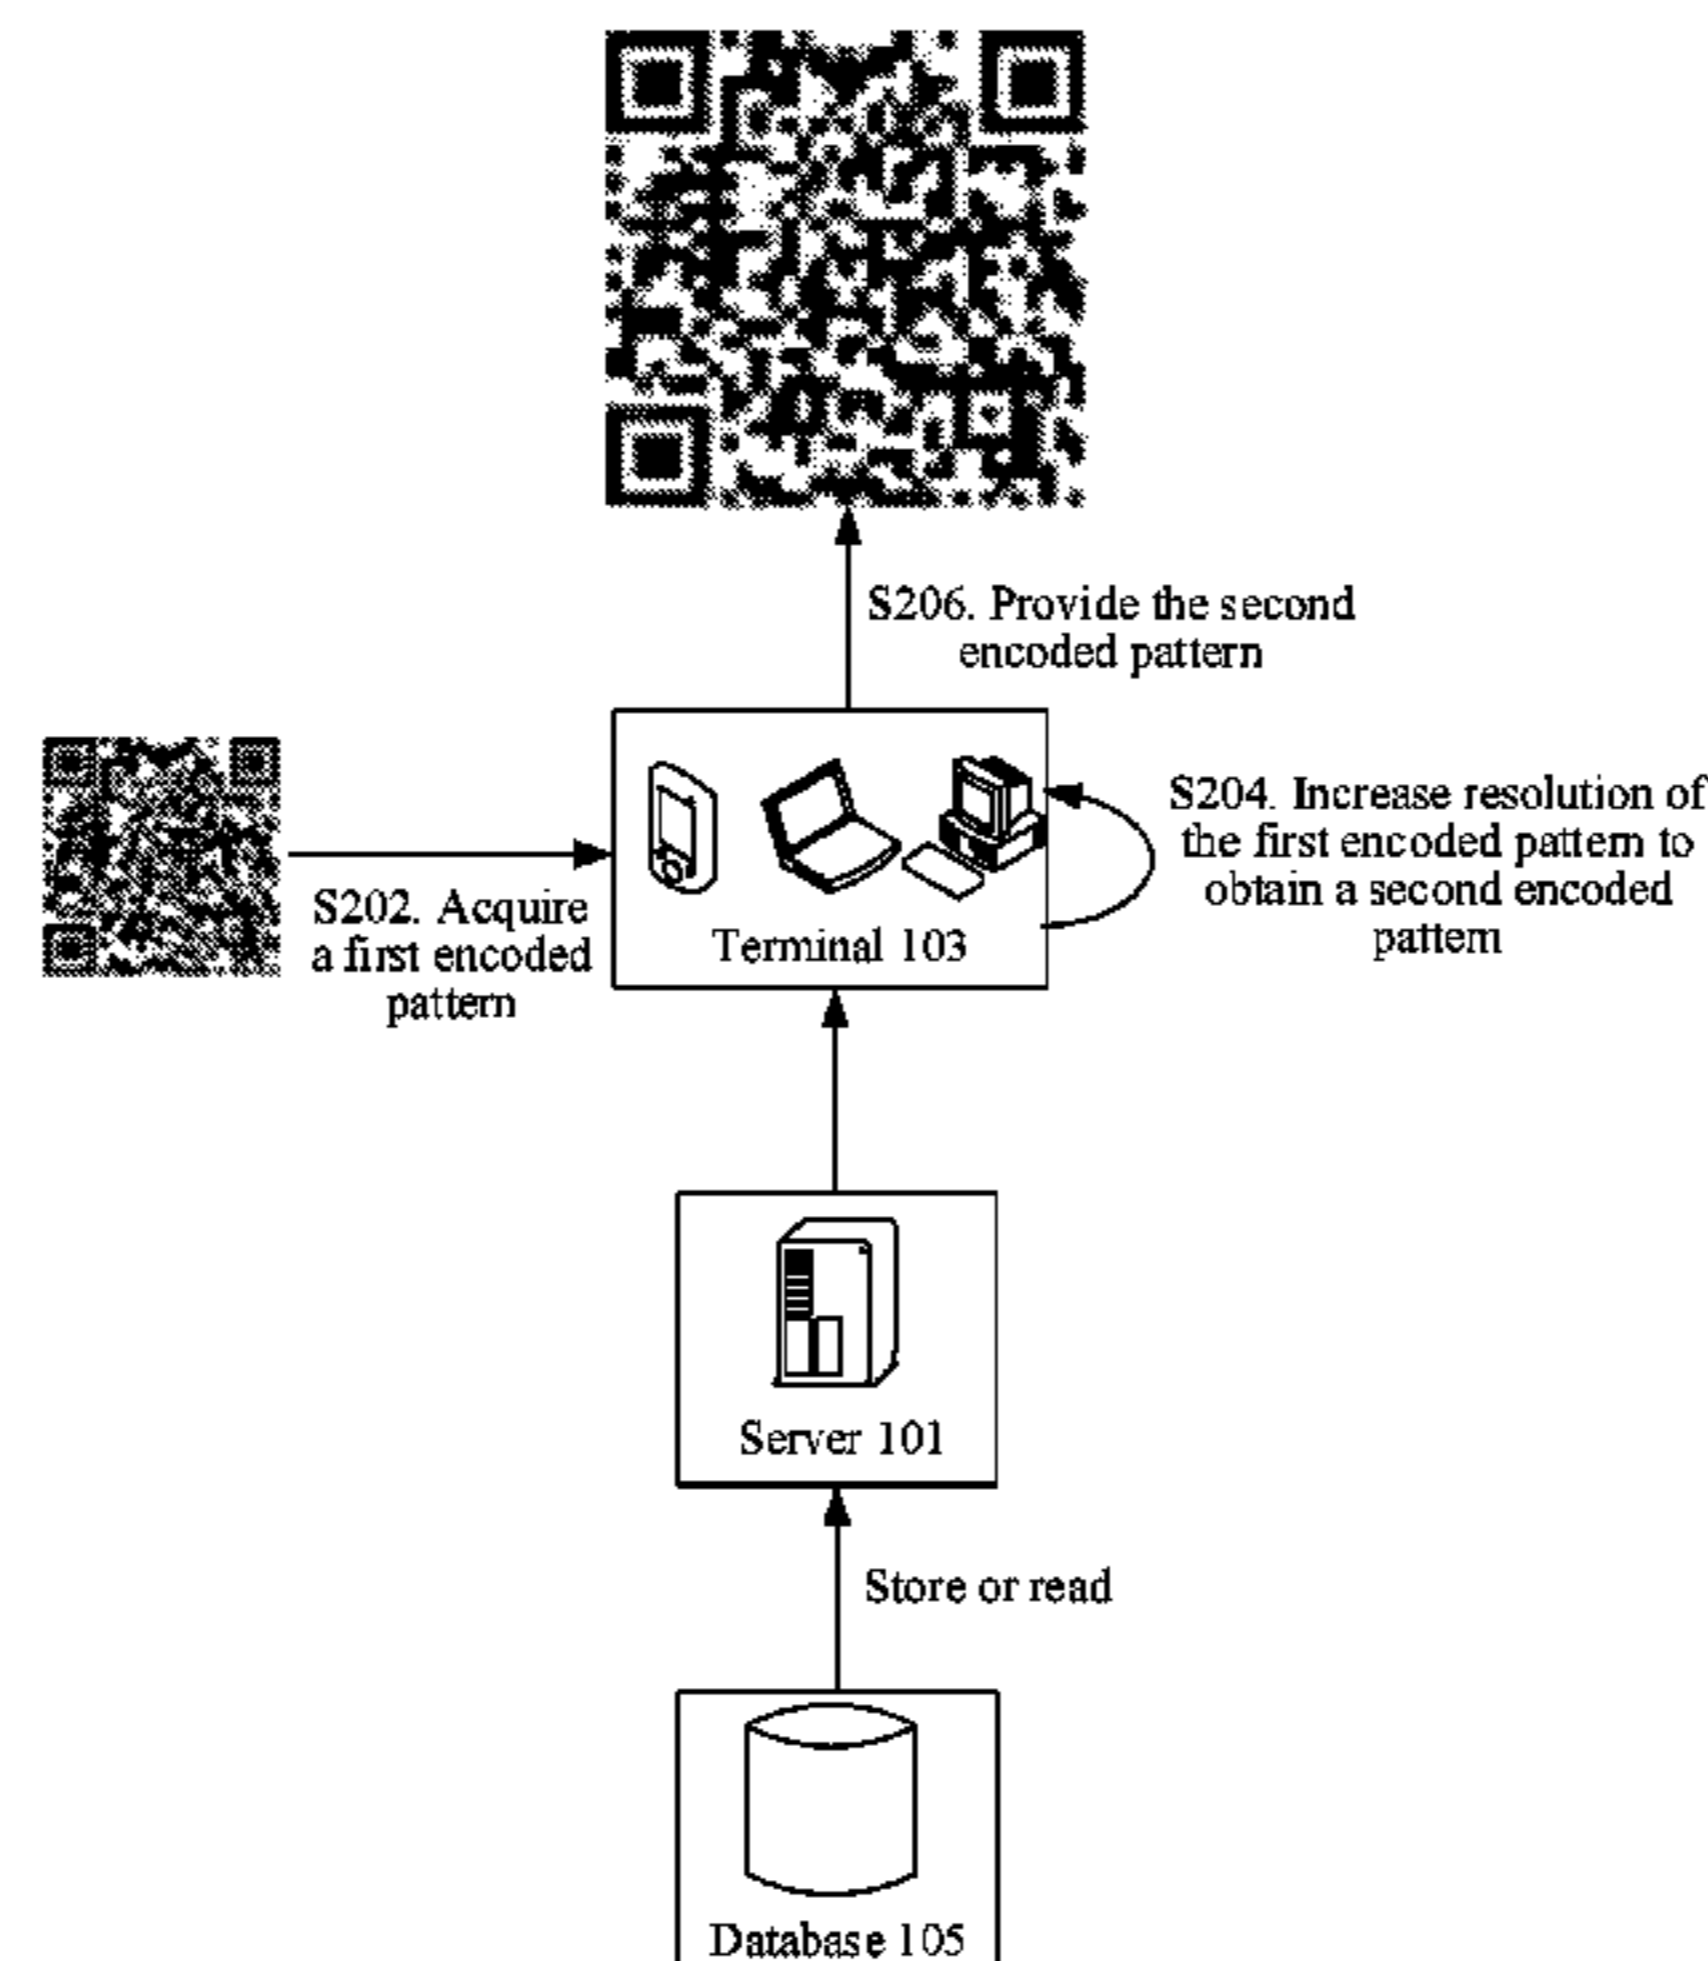 S206. Provide the second
encoded pattern
S204. Increase resolution of
the first encoded pattern to
obtain a second encoded
pattern
S202. Acquire
a first encoded
pattern
Terminal 103
Server 101
Store or read
Database 105